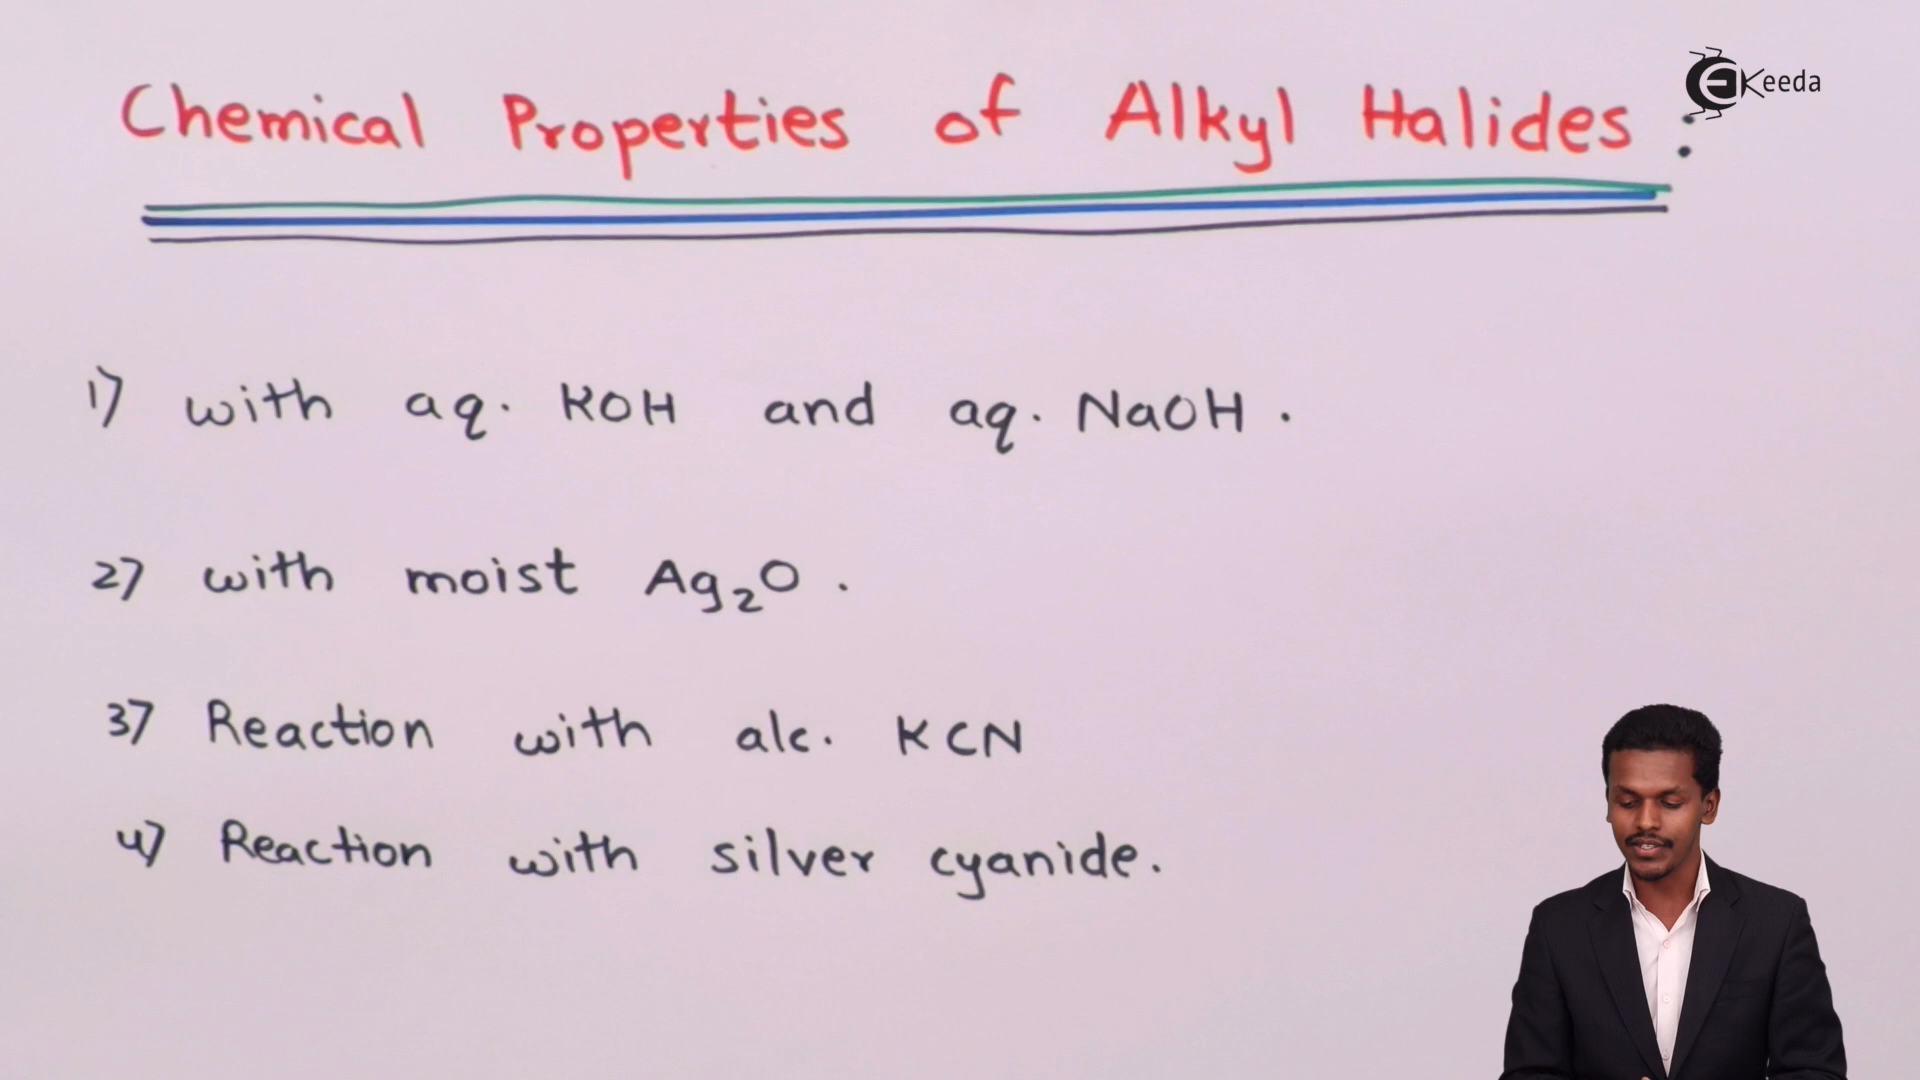 Chemical Properties of Alkyl Halides :
EKeeda
1) with aq. KOH and aq. NaOH .
2) with moist Ag₂O .
3) Reaction with alc. KCN
4) Reaction with silver cyanide.